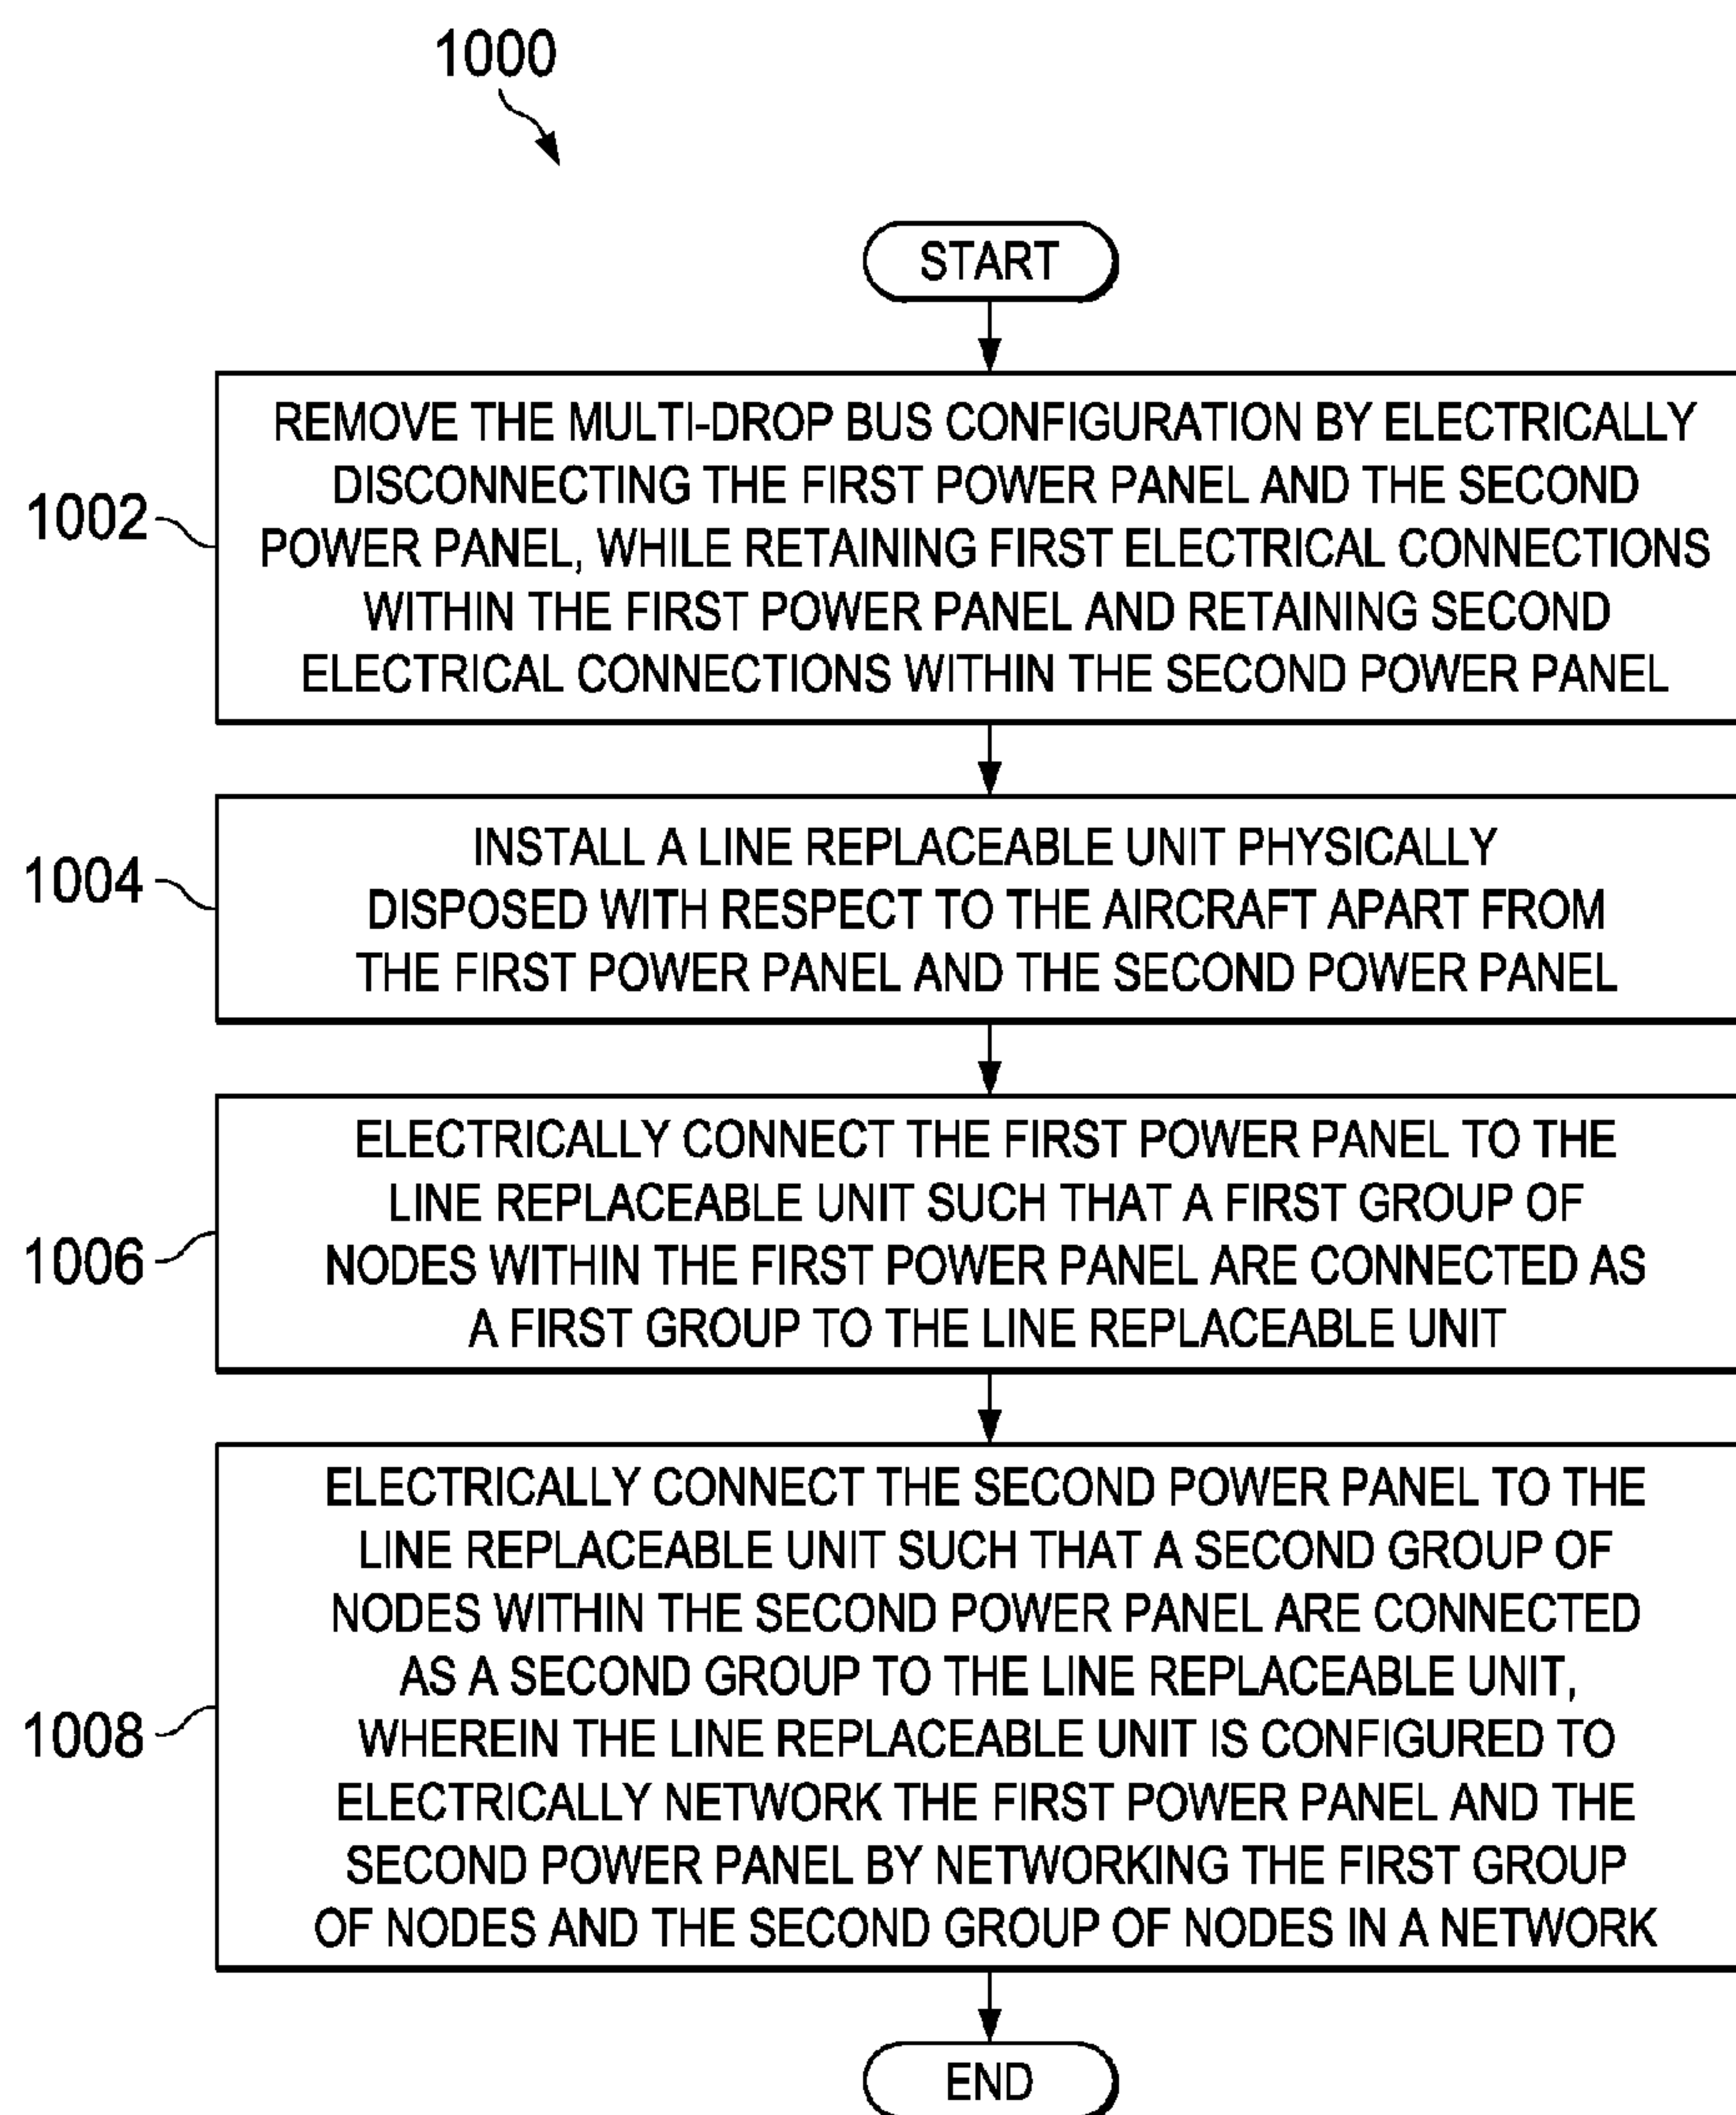 1000
START
1002
REMOVE THE MULTI-DROP BUS CONFIGURATION BY ELECTRICALLY
DISCONNECTING THE FIRST POWER PANEL AND THE SECOND
POWER PANEL, WHILE RETAINING FIRST ELECTRICAL CONNECTIONS
WITHIN THE FIRST POWER PANEL AND RETAINING SECOND
ELECTRICAL CONNECTIONS WITHIN THE SECOND POWER PANEL
1004
INSTALL A LINE REPLACEABLE UNIT PHYSICALLY
DISPOSED WITH RESPECT TO THE AIRCRAFT APART FROM
THE FIRST POWER PANEL AND THE SECOND POWER PANEL
1006
ELECTRICALLY CONNECT THE FIRST POWER PANEL TO THE
LINE REPLACEABLE UNIT SUCH THAT A FIRST GROUP OF
NODES WITHIN THE FIRST POWER PANEL ARE CONNECTED AS
A FIRST GROUP TO THE LINE REPLACEABLE UNIT
1008
ELECTRICALLY CONNECT THE SECOND POWER PANEL TO THE
LINE REPLACEABLE UNIT SUCH THAT A SECOND GROUP OF
NODES WITHIN THE SECOND POWER PANEL ARE CONNECTED
AS A SECOND GROUP TO THE LINE REPLACEABLE UNIT,
WHEREIN THE LINE REPLACEABLE UNIT IS CONFIGURED TO
ELECTRICALLY NETWORK THE FIRST POWER PANEL AND THE
SECOND POWER PANEL BY NETWORKING THE FIRST GROUP
OF NODES AND THE SECOND GROUP OF NODES IN A NETWORK
END